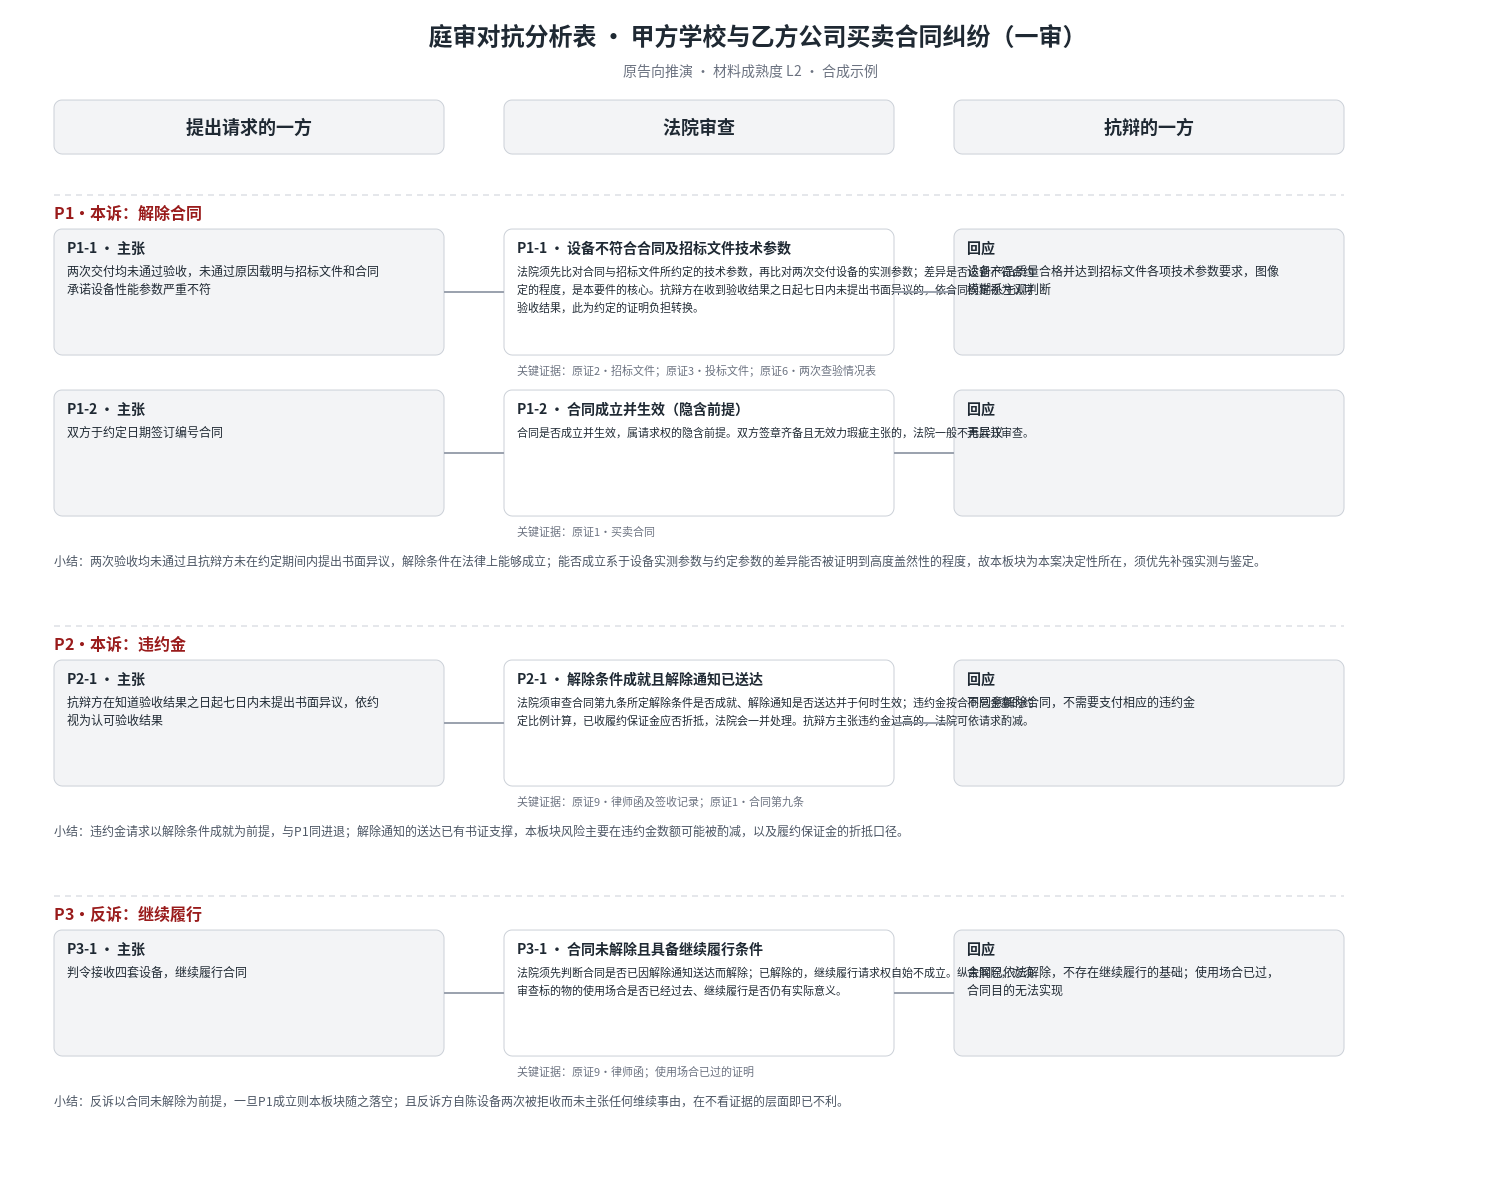 庭审对抗分析表 · 甲方学校与乙方公司买卖合同纠纷（一审）
原告向推演 · 材料成熟度 L2 · 合成示例
提出请求的一方
法院审查
抗辩的一方
P1·本诉：解除合同
P1-1 · 主张
两次交付均未通过验收，未通过原因载明与招标文件和合同
承诺设备性能参数严重不符
P1-1 · 设备不符合合同及招标文件技术参数
法院须先比对合同与招标文件所约定的技术参数，再比对两次交付设备的实测参数；差异是否
定的程度，是本要件的核心。抗辩方在收到验收结果之日起七日内未提出书面异议的，依合同
验收结果，此为约定的证明负担转换。
关键证据：原证2·招标文件；原证3·投标文件；原证6·两次查验情况表
回应
设备产品质量合格并达到招标文件各项技术参数要求，图像
模糊系主观判断
P1-2 · 主张
双方于约定日期签订编号合同
P1-2 · 合同成立并生效（隐含前提）
合同是否成立并生效，属请求权的隐含前提。双方签章齐备且无效力瑕疵主张的，法院一般不再展开审查。
关键证据：原证1·买卖合同
回应
无异议
小结：两次验收均未通过且抗辩方未在约定期间内提出书面异议，解除条件在法律上能够成立；能否成立系于设备实测参数与约定参数的差异能否被证明到高度盖然性的程度，故本板块为本案决定性所在，须优先补强实测与鉴定。
P2·本诉：违约金
P2-1 · 主张
抗辩方在知道验收结果之日起七日内未提出书面异议，依约
视为认可验收结果
P2-1 · 解除条件成就且解除通知已送达
法院须审查合同第九条所定解除条件是否成就、解除通知是否送达并于何时生效；违约金按合同总金额
定比例计算，已收履约保证金应否折抵，法院会一并处理。抗辩方主张违约金过高的，法院可依请求酌减。
关键证据：原证9·律师函及签收记录；原证1·合同第九条
回应
不同意解除合同，不需要支付相应的违约金
小结：违约金请求以解除条件成就为前提，与P1同进退；解除通知的送达已有书证支撑，本板块风险主要在违约金数额可能被酌减，以及履约保证金的折抵口径。
P3·反诉：继续履行
P3-1 · 主张
判令接收四套设备，继续履行合同
P3-1 · 合同未解除且具备继续履行条件
法院须先判断合同是否已因解除通知送达而解除；已解除的，继续履行请求权自始不成立。纵未解除，
审查标的物的使用场合是否已经过去、继续履行是否仍有实际意义。
关键证据：原证9·律师函；使用场合已过的证明
回应
合同已依法解除，不存在继续履行的基础；使用场合已过，
合同目的无法实现
小结：反诉以合同未解除为前提，一旦P1成立则本板块随之落空；且反诉方自陈设备两次被拒收而未主张任何维续事由，在不看证据的层面即已不利。